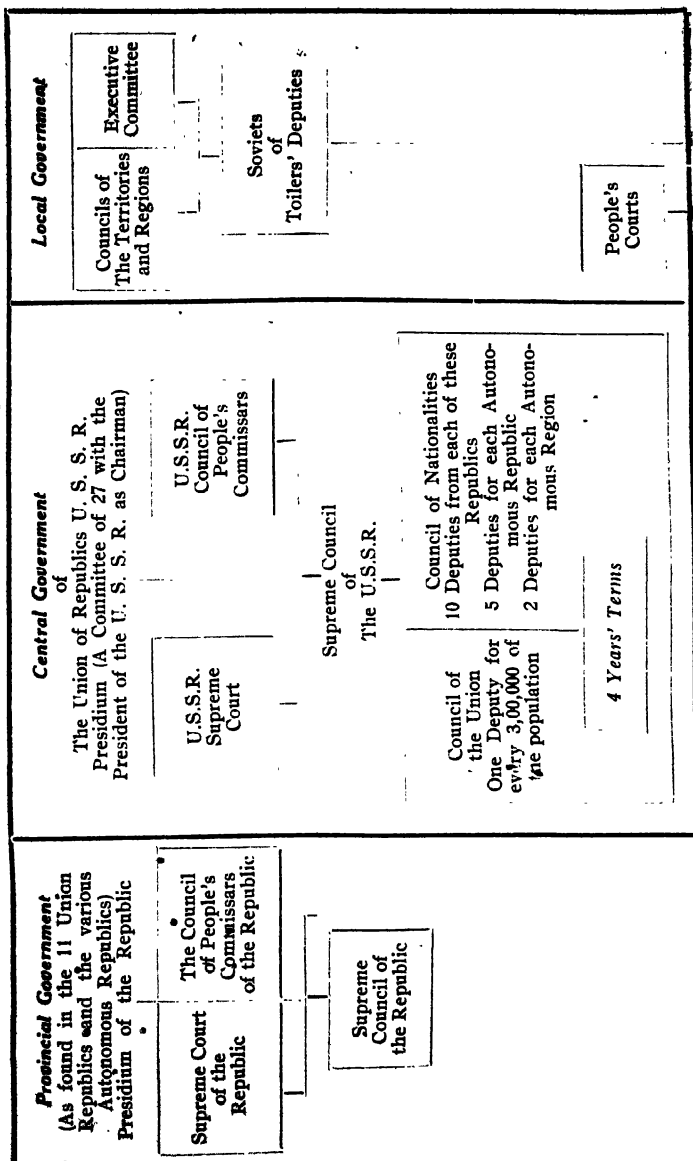 Provincial Government
(As found in the 11 Union
Republics and the various
Autonomous Republics)
Presidium of the Republic
Supreme Court
of the
Republic
The Council
of People's
Commissars
of the Republic
Supreme
Council of
the Republic
Central Government
of
The Union of Republics U. S. S. R.
Presidium (A Committee of 27 with the
President of the U. S. S. R. as Chairman)
U.S.S.R.
Supreme
Court
U.S.S.R.
Council of
People's
Commissars
Supreme Council
of
The U.S.S.R.
Council of
the Union
One Deputy for
every 3,00,000 of
the population
Council of Nationalities
10 Deputies from each of these
Republics
5 Deputies for each Autono-
mous Republic
2 Deputies for each Autono-
mous Region
4 Years' Terms
Local Government
Councils of
The Territories
and Regions
Executive
Committee
Soviets
of
Toilers' Deputies
People's
Courts